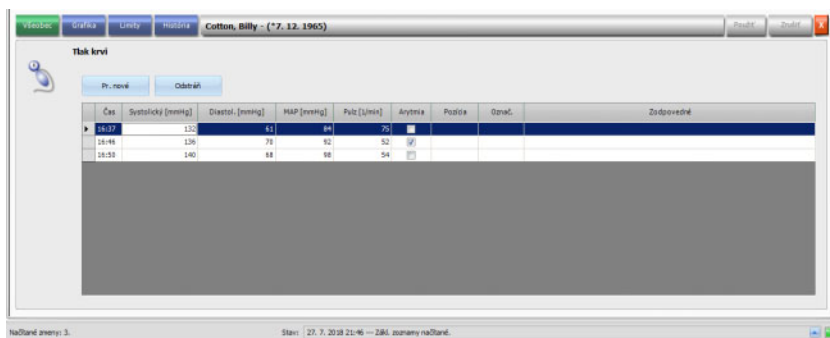 Všeobec Grafika Limity História Cotton, Billy - (*7. 12. 1965) Použiť Zrušiť X
Tlak krvi
Pr. nové Odstráň
Čas Systolický [mmHg] Diastol. [mmHg] MAP [mmHg] Pulz [1/min] Arytmia Pozícia Označ. Zodpovedné
16:37 132 61 84 75
16:46 136 70 92 52
16:50 140 68 98 54
Načítané zmeny: 3. Stav: 27. 7. 2018 21:46 --- Zákl. zoznamy načítané.